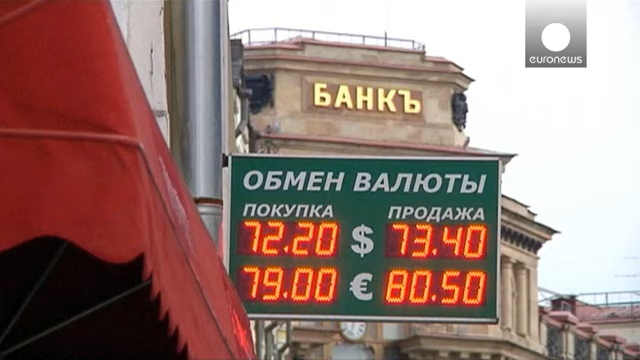 euronews
БАНКЪ
ОБМЕН ВАЛЮТЫ
ПОКУПКА ПРОДАЖА
72.20 $ 73.40
79.00 € 80.50